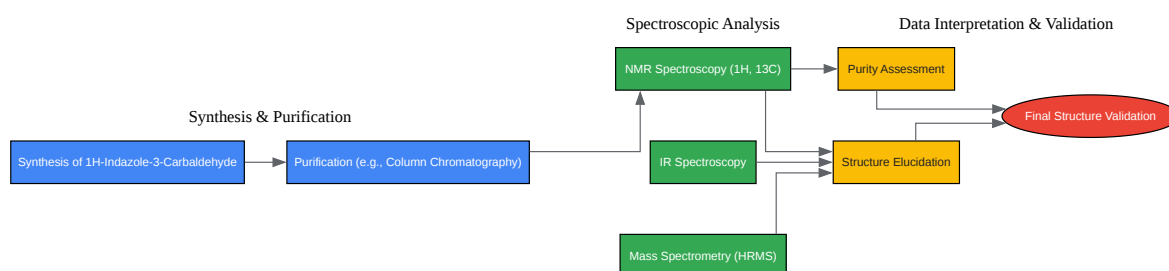 Spectroscopic Analysis
Data Interpretation & Validation
NMR Spectroscopy (1H, 13C)
Purity Assessment
Synthesis & Purification
Final Structure Validation
Synthesis of 1H-Indazole-3-Carbaldehyde
Purification (e.g., Column Chromatography)
IR Spectroscopy
Structure Elucidation
Mass Spectrometry (HRMS)